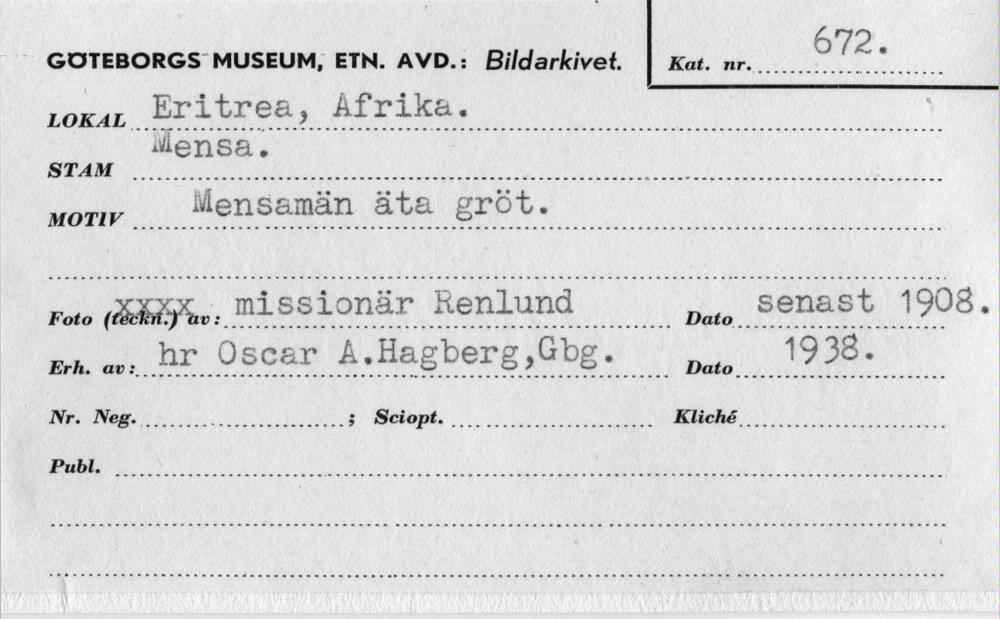 GÖTEBORGS MUSEUM, ETN. AVD.: Bildarkivet.
Kat. nr. 672.
LOKAL Eritrea, Afrika.
STAM Mensa.
MOTIV Mensamän äta gröt.
Foto (teckn.) av: xxxx missionär Renlund Dato senast 1908.
Erh. av: hr Oscar A.Hagberg,Gbg. Dato 1938.
Nr. Neg. ; Sciopt. Kliché
Publ.